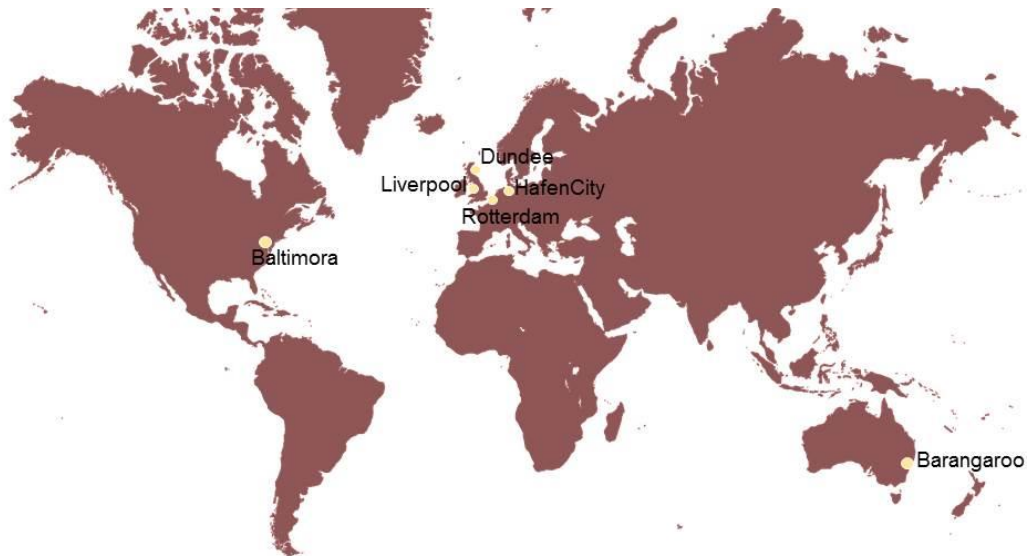 Dundee
Liverpool
HafenCity
Rotterdam
Baltimora
Barangaroo